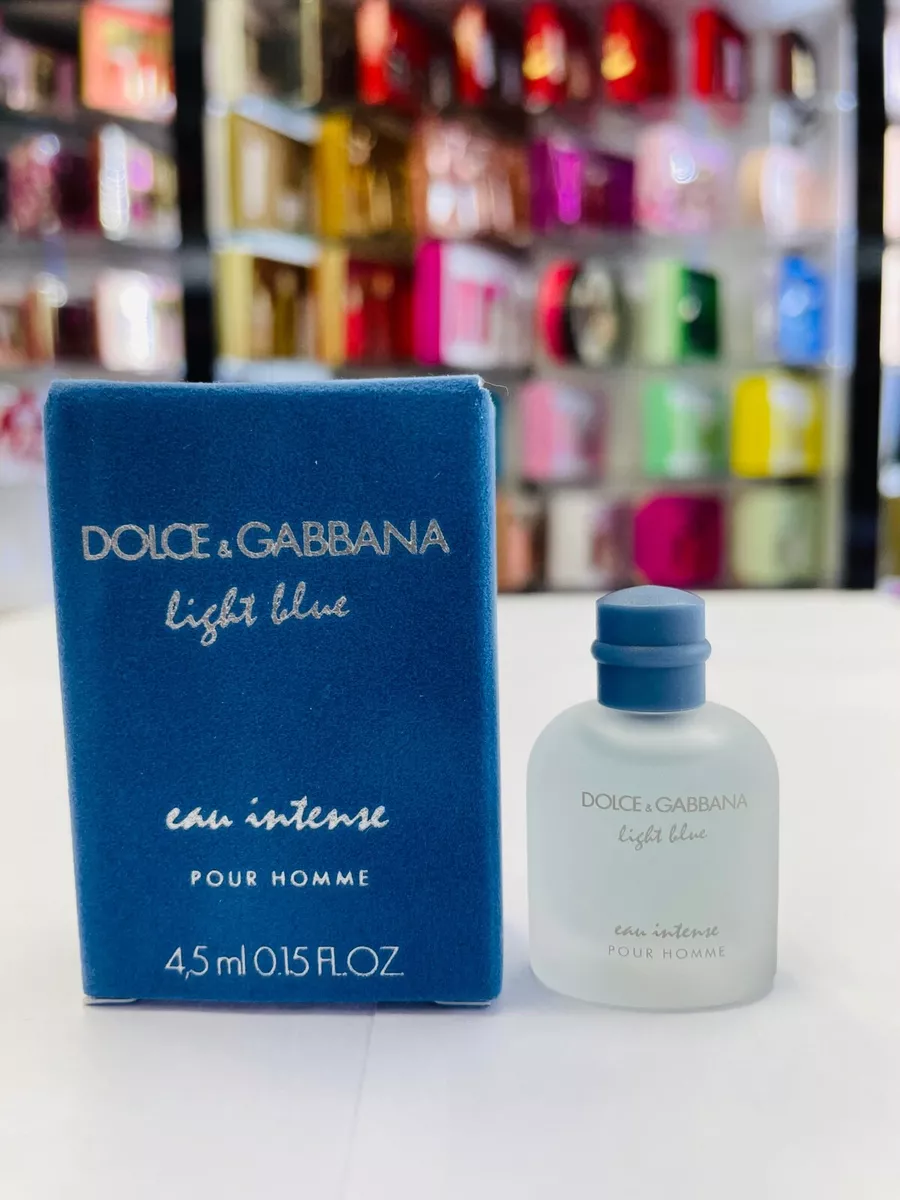 DOLCE & GABBANA
light blue
eau intense
POUR HOMME
4,5 ml 0.15 FL.OZ
DOLCE & GABBANA
light blue
eau intense
POUR HOMME